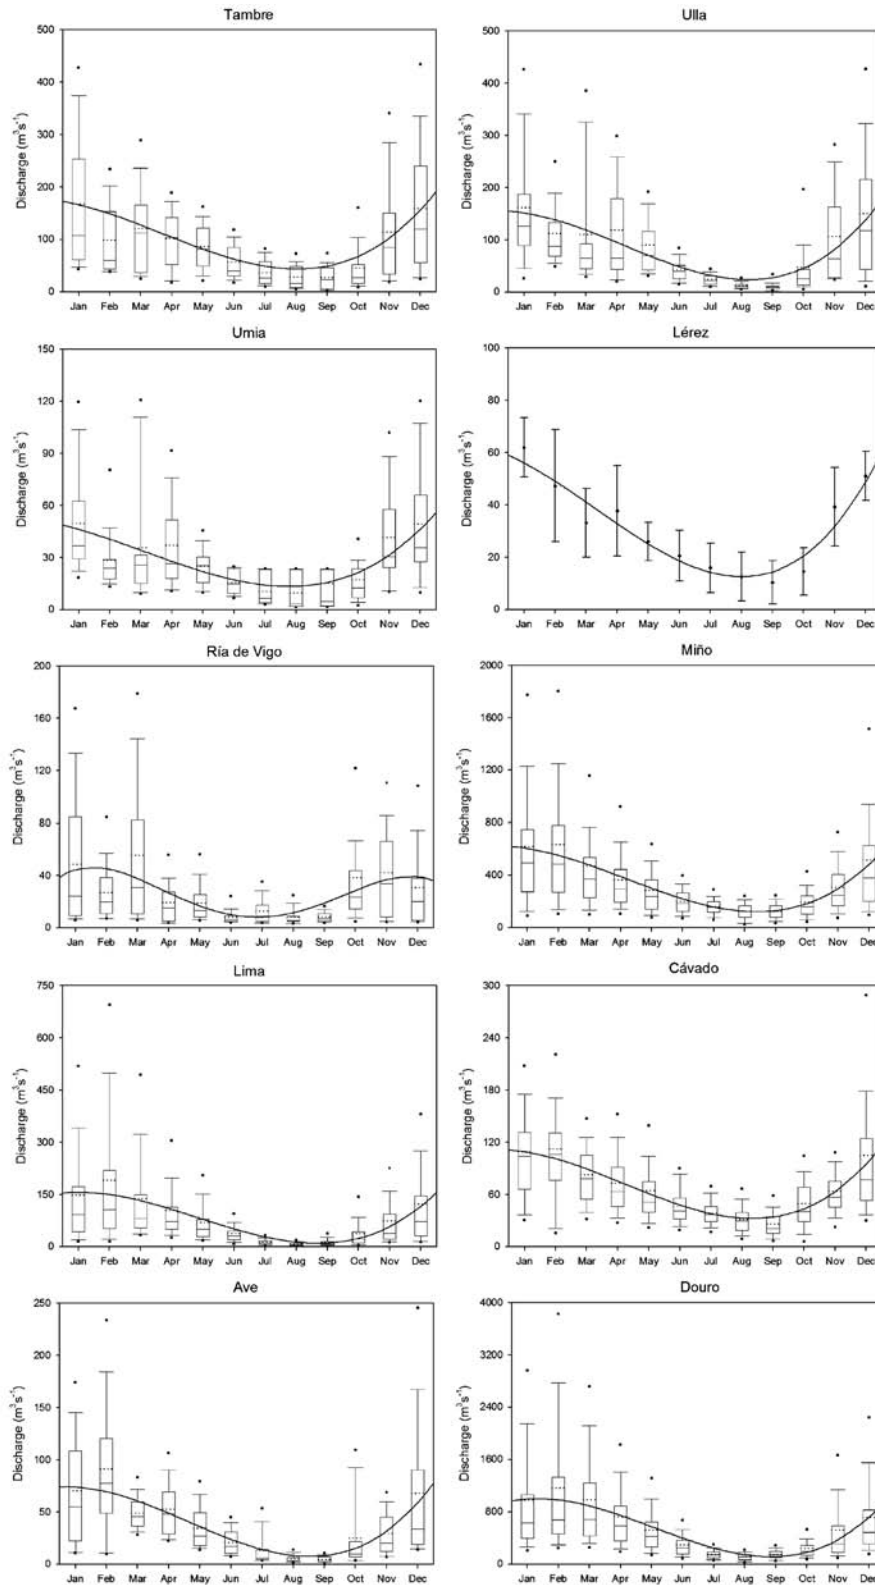 Tambre
Discharge (m³s⁻¹)
500
400
300
200
100
0
Jan Feb Mar Apr May Jun Jul Aug Sep Oct Nov Dec
Ulla
Discharge (m³s⁻¹)
500
400
300
200
100
0
Jan Feb Mar Apr May Jun Jul Aug Sep Oct Nov Dec
Umia
Discharge (m³s⁻¹)
150
120
90
60
30
0
Jan Feb Mar Apr May Jun Jul Aug Sep Oct Nov Dec
Lérez
Discharge (m³s⁻¹)
100
80
60
40
20
0
Jan Feb Mar Apr May Jun Jul Aug Sep Oct Nov Dec
Ría de Vigo
Discharge (m³s⁻¹)
200
160
120
80
40
0
Jan Feb Mar Apr May Jun Jul Aug Sep Oct Nov Dec
Miño
Discharge (m³s⁻¹)
2000
1600
1200
800
400
0
Jan Feb Mar Apr May Jun Jul Aug Sep Oct Nov Dec
Lima
Discharge (m³s⁻¹)
750
600
450
300
150
0
Jan Feb Mar Apr May Jun Jul Aug Sep Oct Nov Dec
Cávado
Discharge (m³s⁻¹)
300
240
180
120
60
0
Jan Feb Mar Apr May Jun Jul Aug Sep Oct Nov Dec
Ave
Discharge (m³s⁻¹)
250
200
150
100
50
0
Jan Feb Mar Apr May Jun Jul Aug Sep Oct Nov Dec
Douro
Discharge (m³s⁻¹)
4000
3200
2400
1600
800
0
Jan Feb Mar Apr May Jun Jul Aug Sep Oct Nov Dec